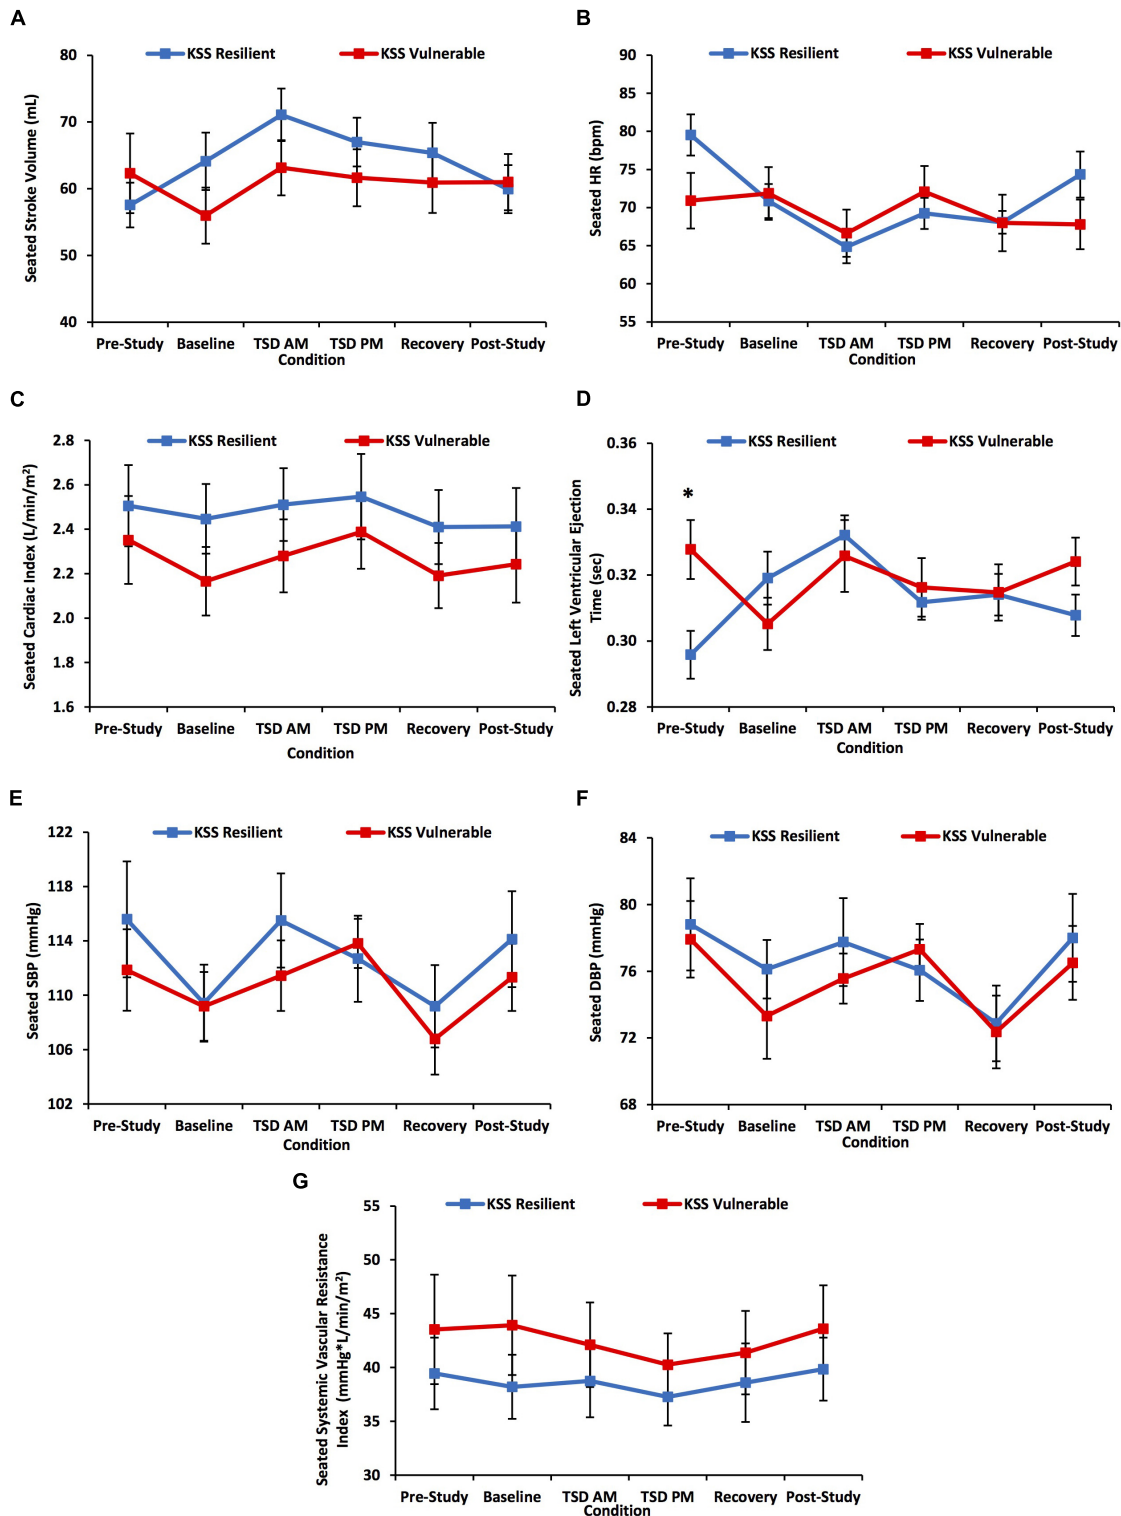 A
KSS Resilient KSS Vulnerable
80
70
60
50
40
Seated Stroke Volume (mL)
Pre-Study Baseline TSD AM TSD PM Recovery Post-Study
Condition
B
KSS Resilient KSS Vulnerable
90
85
80
75
70
65
60
55
Seated HR (bpm)
Pre-Study Baseline TSD AM TSD PM Recovery Post-Study
Condition
C
KSS Resilient KSS Vulnerable
2.8
2.6
2.4
2.2
2.0
1.8
1.6
Seated Cardiac Index (L/min/m²)
Pre-Study Baseline TSD AM TSD PM Recovery Post-Study
Condition
D
KSS Resilient KSS Vulnerable
0.36
0.34
0.32
0.30
0.28
*
Seated Left Ventricular Ejection
Time (sec)
Pre-Study Baseline TSD AM TSD PM Recovery Post-Study
Condition
E
KSS Resilient KSS Vulnerable
122
118
114
110
106
102
Seated SBP (mmHg)
Pre-Study Baseline TSD AM TSD PM Recovery Post-Study
Condition
F
KSS Resilient KSS Vulnerable
84
80
76
72
68
Seated DBP (mmHg)
Pre-Study Baseline TSD AM TSD PM Recovery Post-Study
Condition
G
KSS Resilient KSS Vulnerable
55
50
45
40
35
30
Seated Systemic Vascular Resistance
Index (mmHg*L/min/m²)
Pre-Study Baseline TSD AM TSD PM Recovery Post-Study
Condition